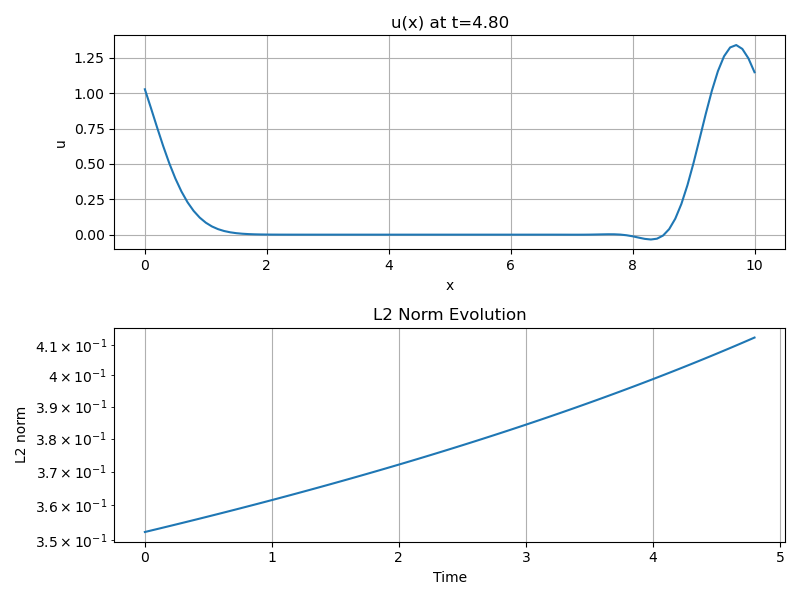 u(x) at t=4.80
u
1.25
1.00
0.75
0.50
0.25
0.00
0 2 4 6 8 10
x
L2 Norm Evolution
L2 norm
4.1 × 10⁻¹
4 × 10⁻¹
3.9 × 10⁻¹
3.8 × 10⁻¹
3.7 × 10⁻¹
3.6 × 10⁻¹
3.5 × 10⁻¹
0 1 2 3 4 5
Time